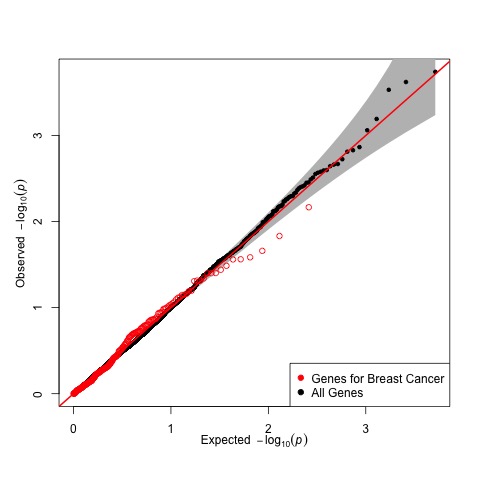 Observed −log₁₀(p)
3
2
1
0
0 1 2 3
Expected −log₁₀(p)
Genes for Breast Cancer
All Genes